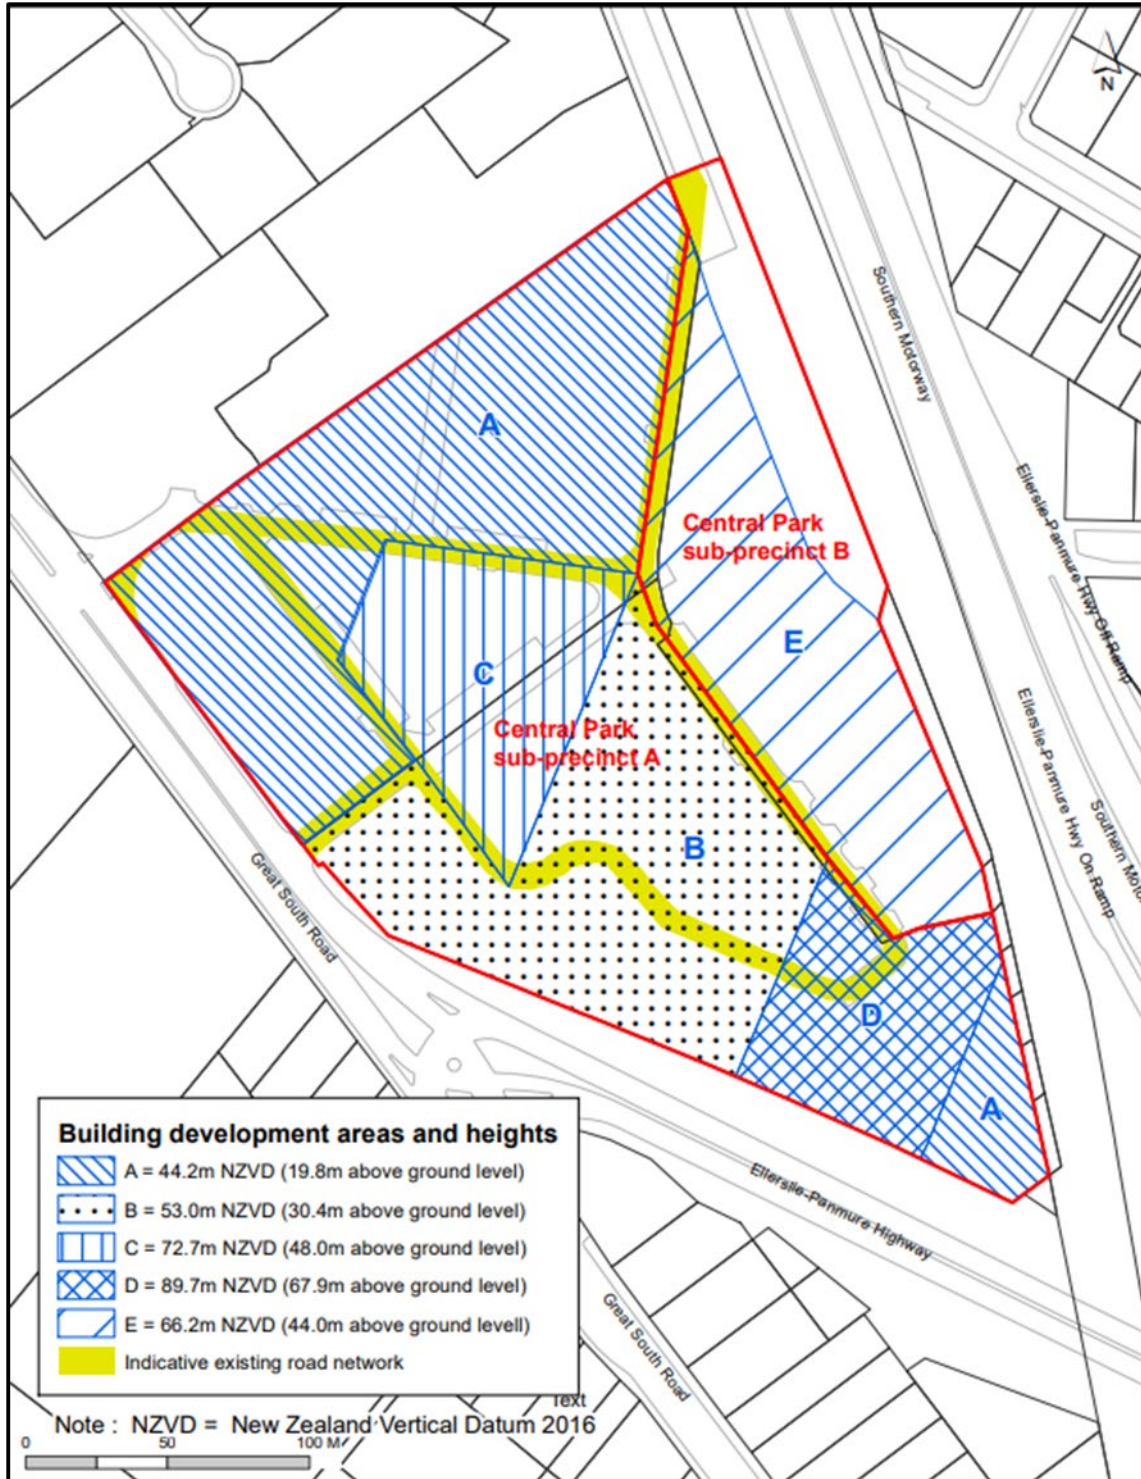 N
Southern Motorway
A
Ellerslie-Panmure Hwy Off Ramp
Central Park
sub-precinct B
E
C
Ellerslie-Panmure Hwy On Ramp
Central Park
sub-precinct A
Southern Moto
B
Great South Road
D
A
Ellerslie-Panmure Highway
Building development areas and heights
A = 44.2m NZVD (19.8m above ground level)
B = 53.0m NZVD (30.4m above ground level)
C = 72.7m NZVD (48.0m above ground level)
D = 89.7m NZVD (67.9m above ground level)
E = 66.2m NZVD (44.0m above ground levell)
Indicative existing road network
Great South Road
Text
Note : NZVD = New Zealand Vertical Datum 2016
0 50 100 M